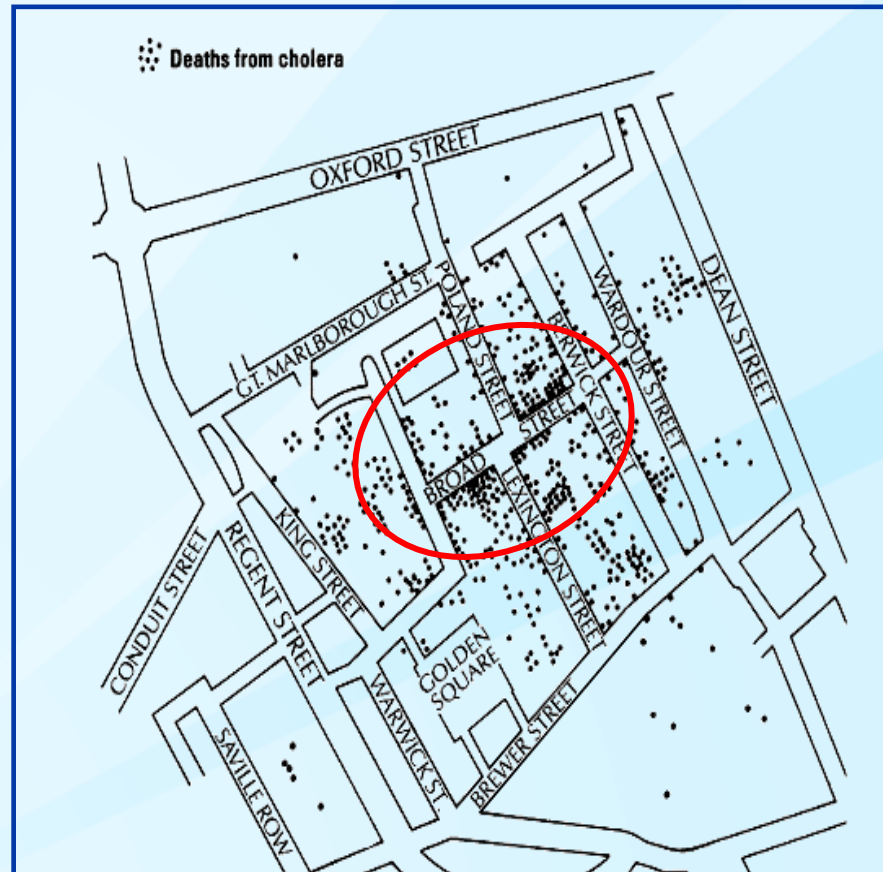 Deaths from cholera
OXFORD STREET
GT. MARLBOROUGH ST.
POLAND STREET
BERWICK STREET
WARDOUR STREET
DEAN STREET
BROAD
STREET
LEXINGTON STREET
KING STREET
REGENT STREET
CONDUIT STREET
GOLDEN
SQUARE
WARWICK ST.
BREWER STREET
SAVILLE ROW